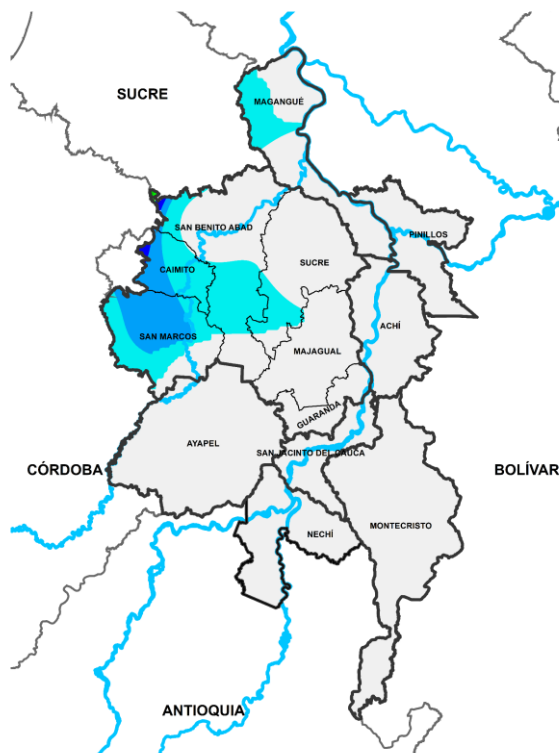 SUCRE
MAGANGUÉ
SAN BENITO ABAD
PINILLOS
SUCRE
CAIMITO
ACHÍ
SAN MARCOS
MAJAGUAL
GUARANDA
AYAPEL
SAN JACINTO DEL CAUCA
CÓRDOBA
BOLÍVAR
MONTECRISTO
NECHÍ
ANTIOQUIA